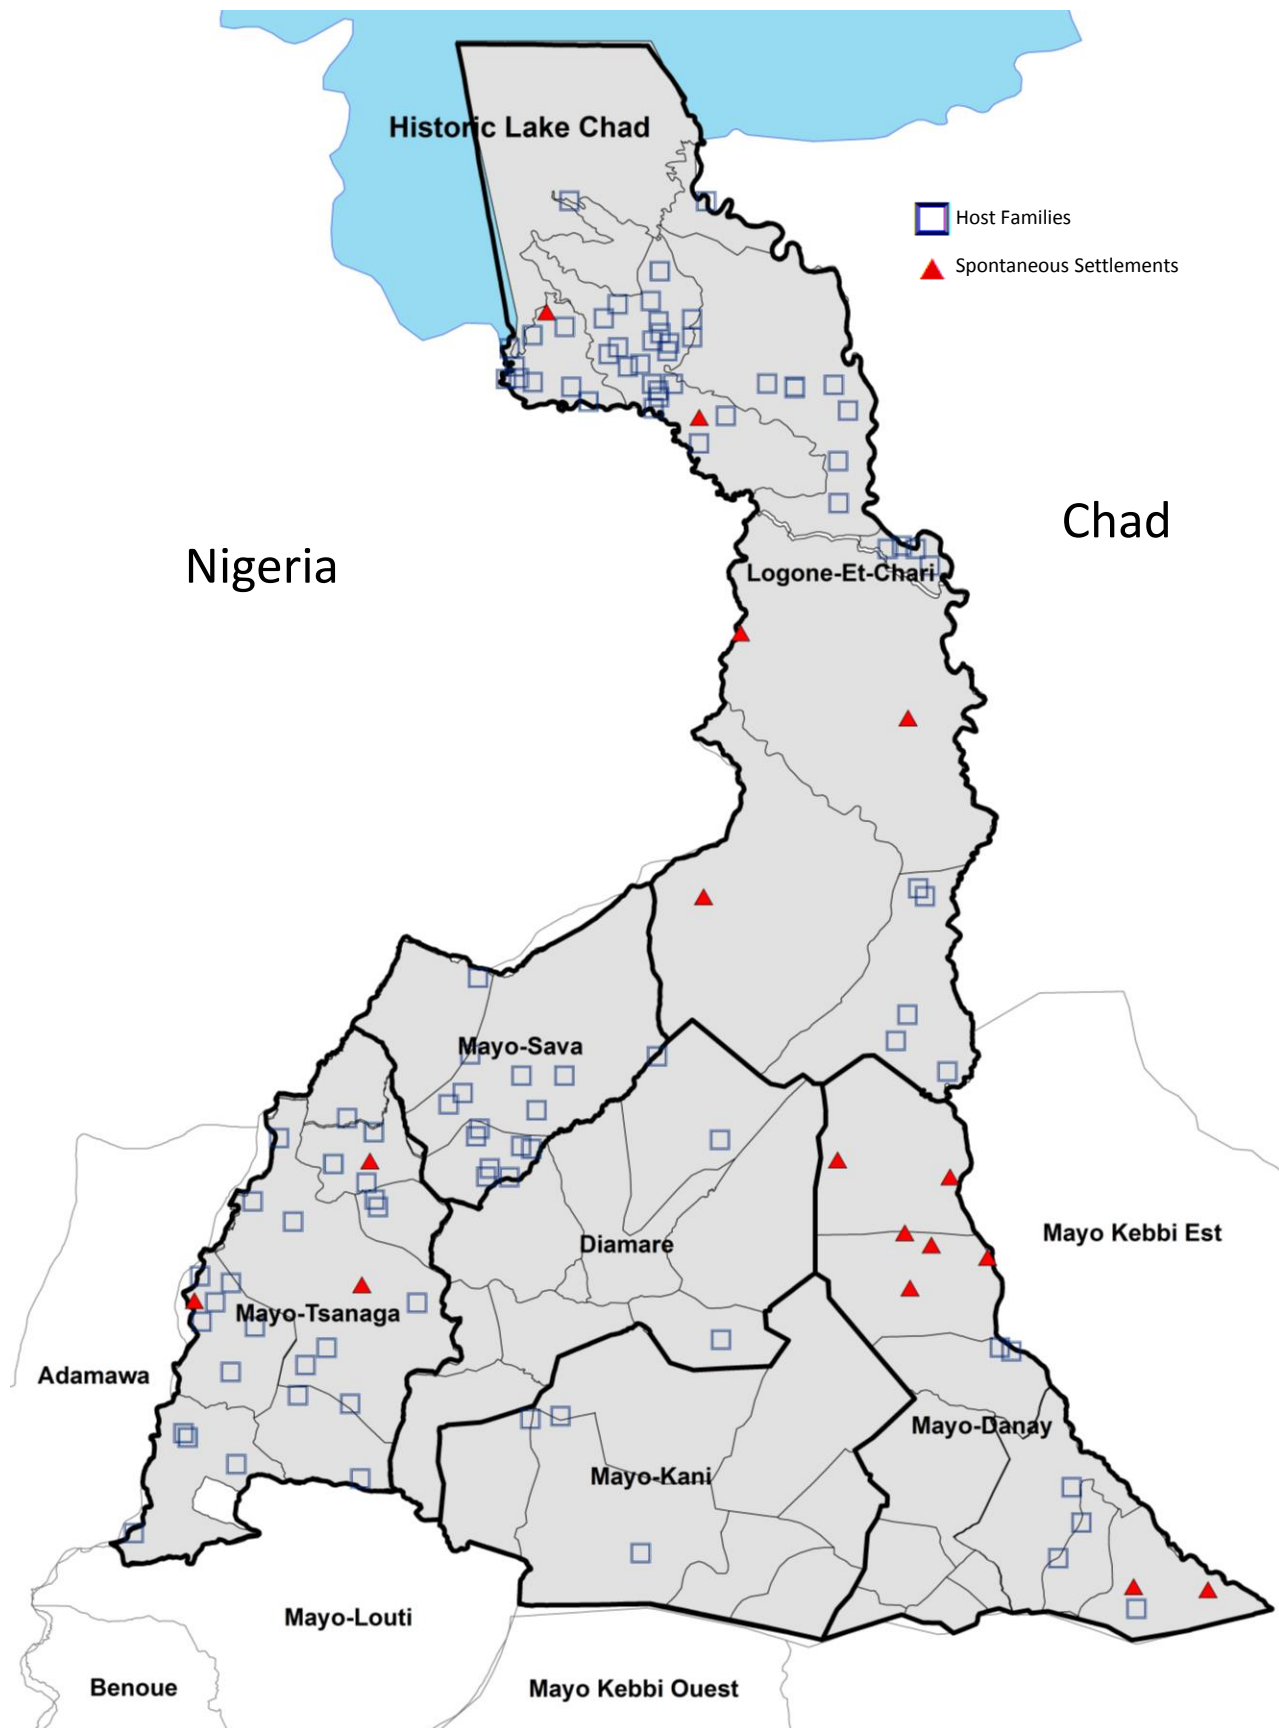 Historic Lake Chad
Host Families
Spontaneous Settlements
Chad
Nigeria
Logone-Et-Chari
Mayo-Sava
Mayo Kebbi Est
Diamare
Mayo-Tsanaga
Adamawa
Mayo-Danay
Mayo-Kani
Mayo-Louti
Benoue
Mayo Kebbi Ouest